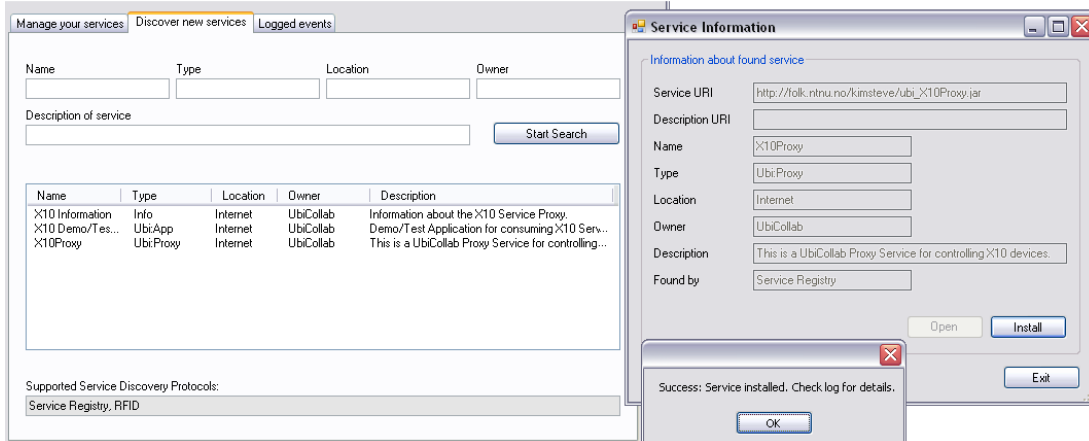 Manage your services Discover new services Logged events
Name Type Location Owner
Description of service
Start Search
Name Type Location Owner Description
X10 Information Info Internet UbiCollab Information about the X10 Service Proxy.
X10 Demo/Tes... Ubi:App Internet UbiCollab Demo/Test Application for consuming X10 Serv...
X10Proxy Ubi:Proxy Internet UbiCollab This is a UbiCollab Proxy Service for controlling...
Supported Service Discovery Protocols:
Service Registry, RFID
Service Information
Information about found service
Service URI http://folk.ntnu.no/kimsteve/ubi_X10Proxy.jar
Description URI
Name X10Proxy
Type Ubi:Proxy
Location Internet
Owner UbiCollab
Description This is a UbiCollab Proxy Service for controlling X10 devices.
Found by Service Registry
Open Install
Exit
Success: Service installed. Check log for details.
OK